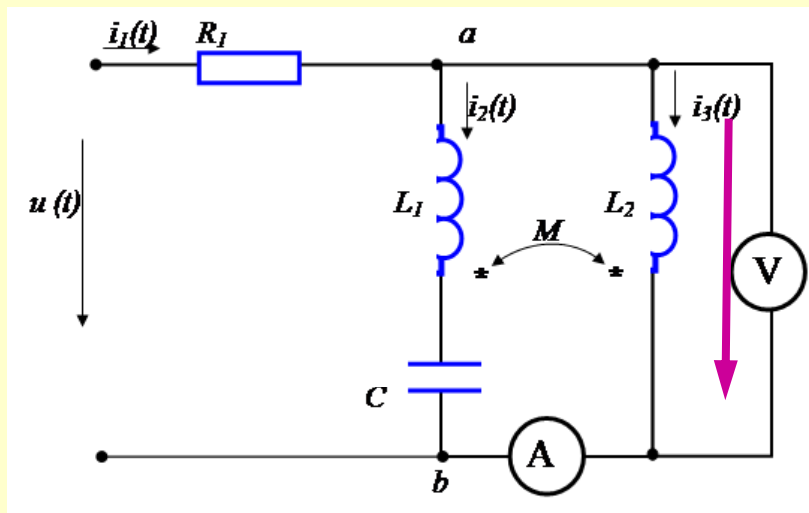 i₁(t) R₁ a
i₂(t) i₃(t)
u (t) L₁ M L₂
* *
V
C
A
b